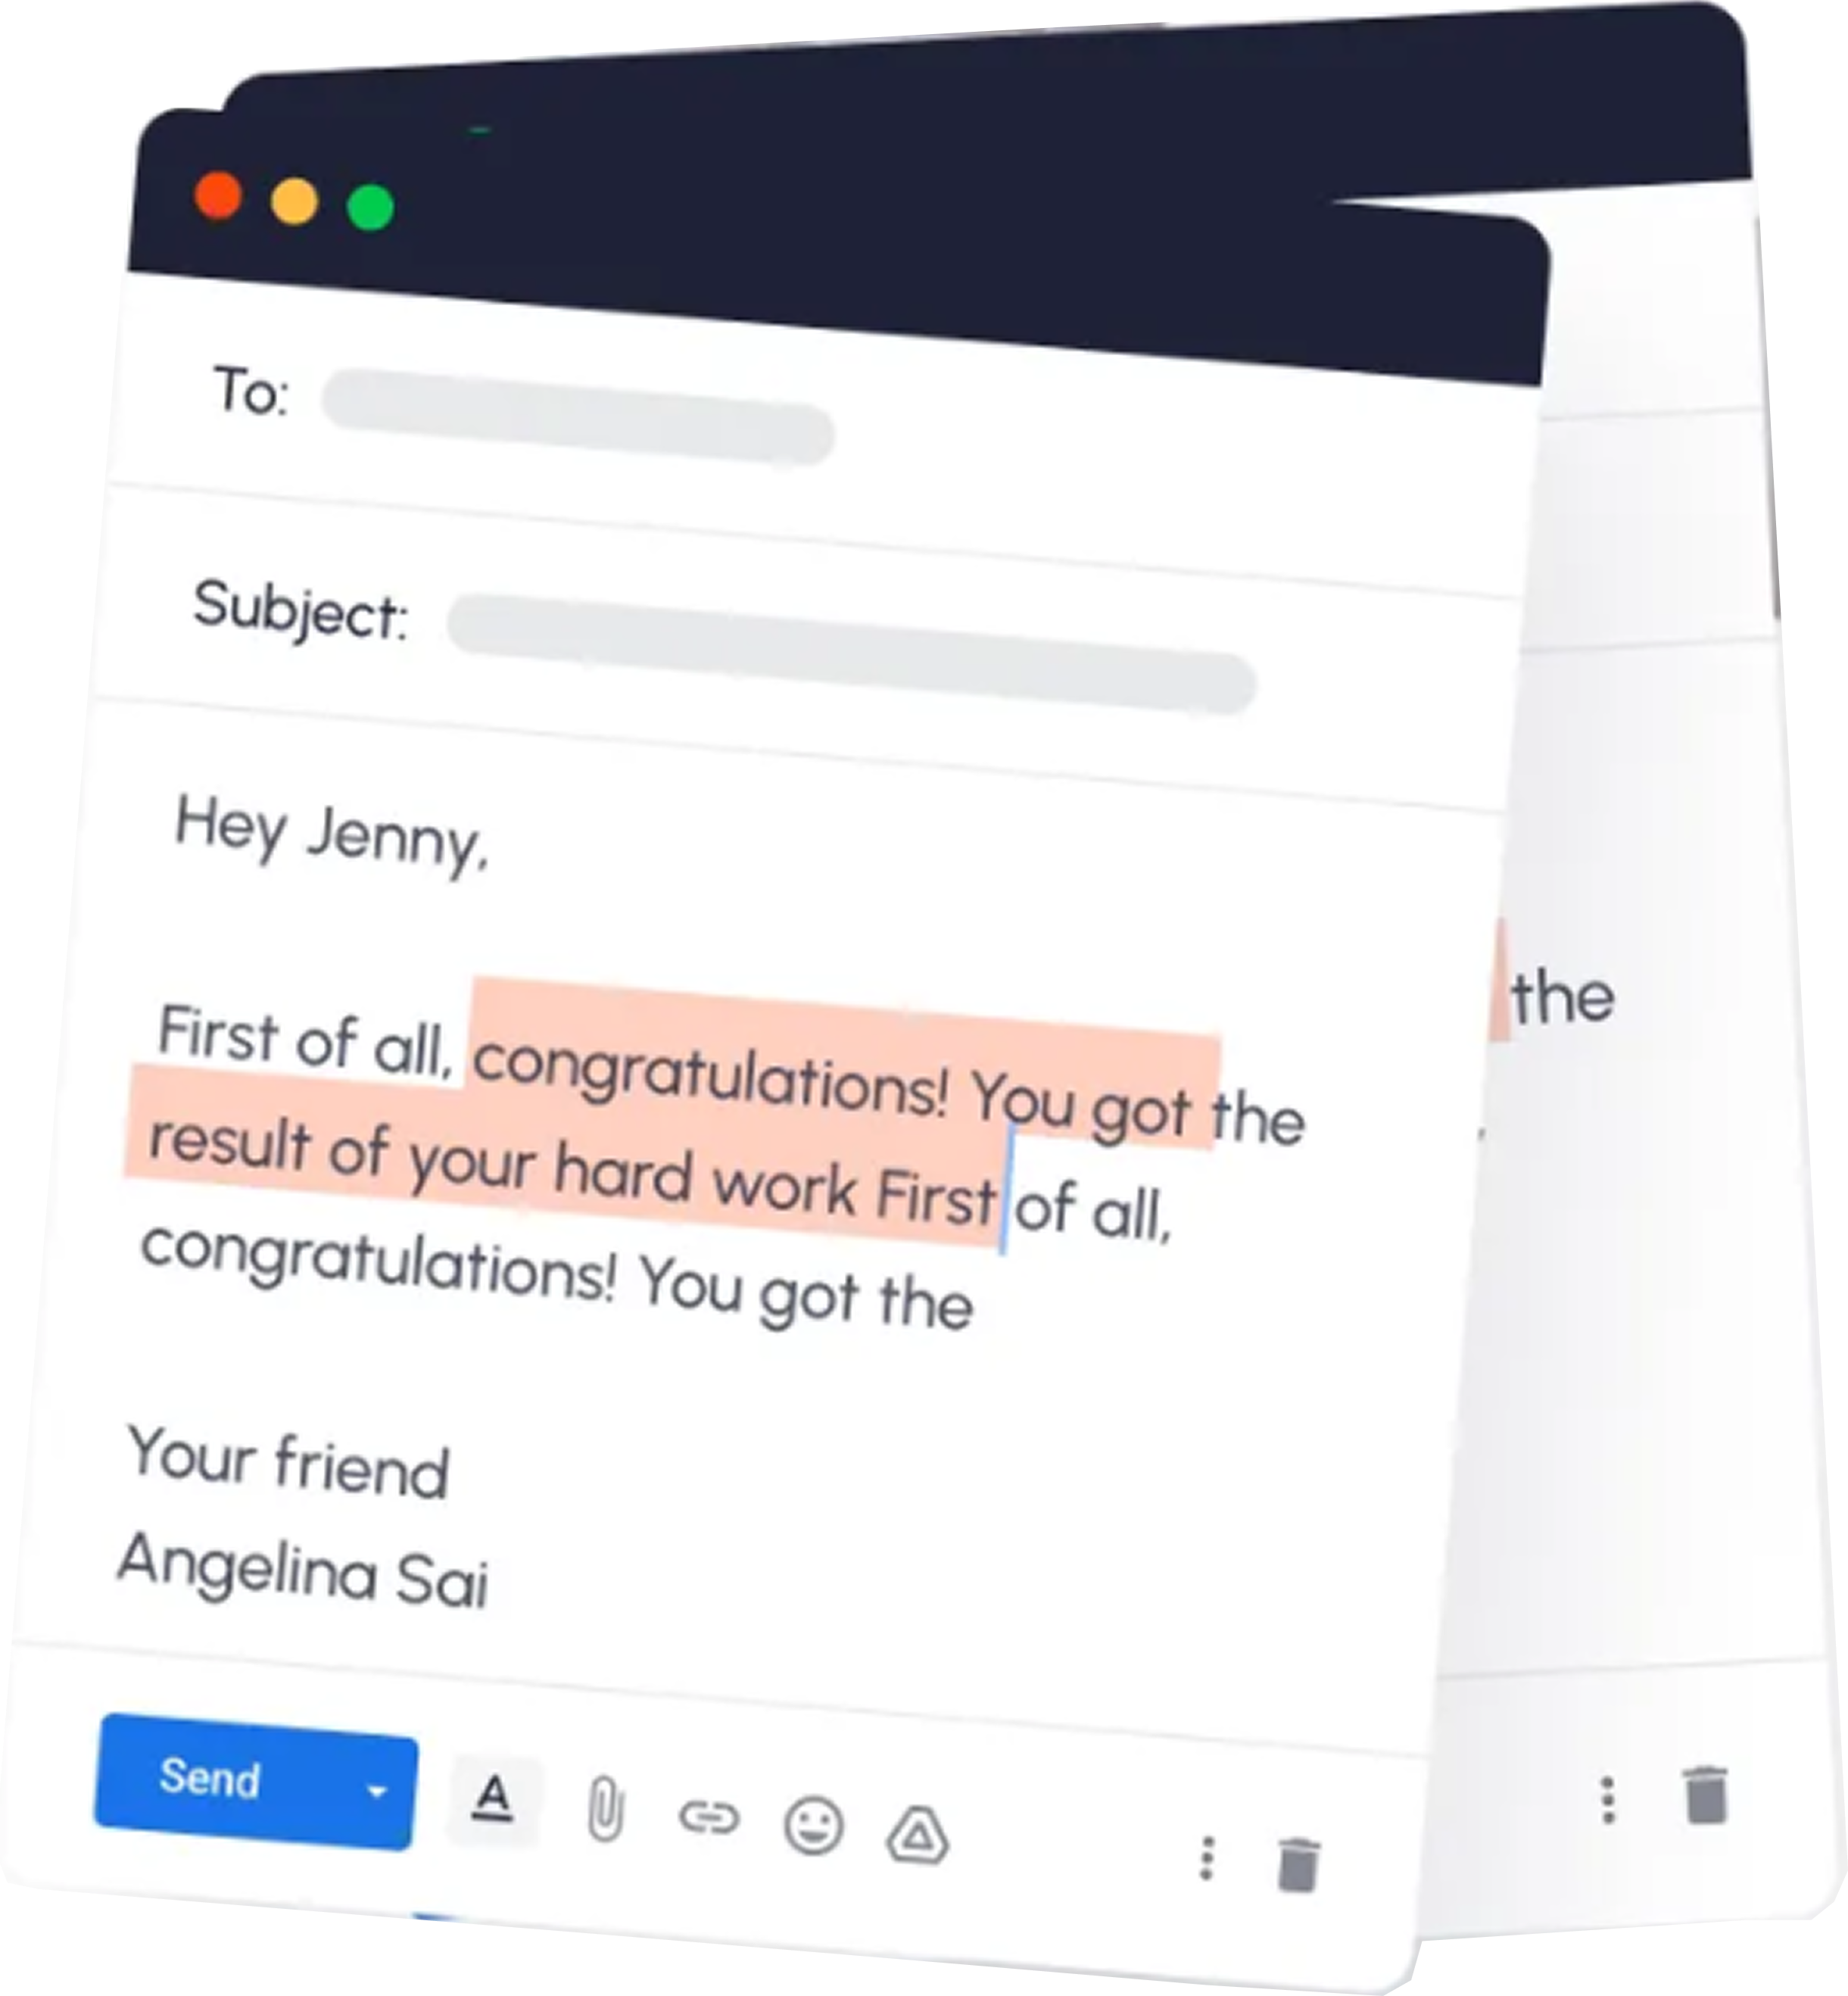 To:
Subject:
Hey Jenny,
First of all, congratulations! You got the
result of your hard work First of all,
congratulations! You got the
Your friend
Angelina Sai
Send
A
the